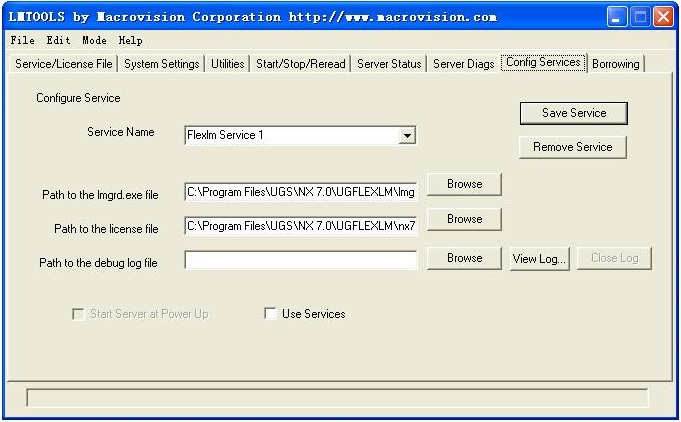 LMTOOLS by Macrovision Corporation http://www.macrovision.com
File Edit Mode Help
Service/License File System Settings Utilities Start/Stop/Reread Server Status Server Diags Config Services Borrowing
Configure Service
Save Service
Service Name Flexlm Service 1
Remove Service
Path to the lmgrd.exe file C:\Program Files\UGS\NX 7.0\UGFLEXLM\lmg Browse
Path to the license file C:\Program Files\UGS\NX 7.0\UGFLEXLM\nx7 Browse
Path to the debug log file Browse View Log... Close Log
Start Server at Power Up Use Services